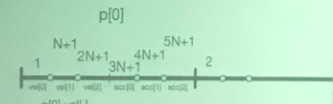 p[0]
5N+1
N+1
4N+1
2N+1
2
1
3N+1
vel[0] vel[1] vel[2] acc[0] acc[1] acc[2]